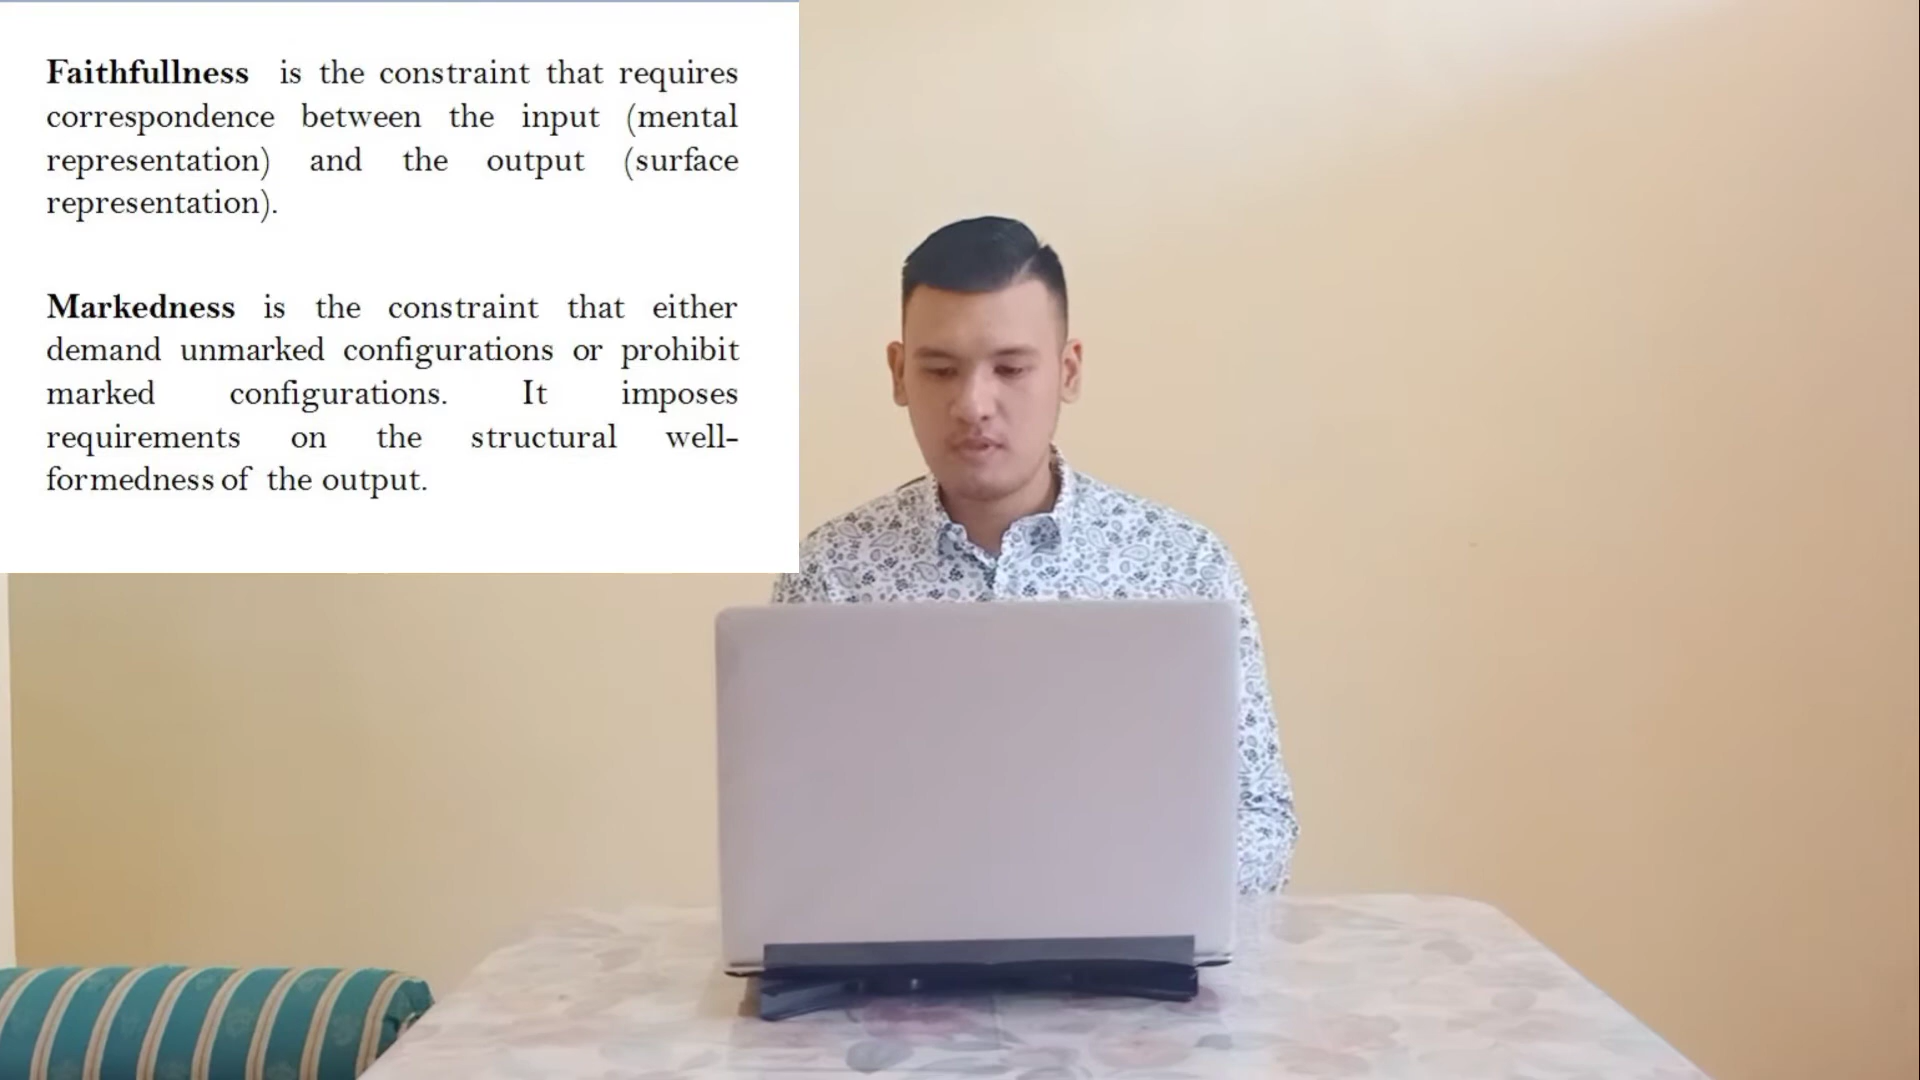 Faithfullness is the constraint that requires
correspondence between the input (mental
representation) and the output (surface
representation).
Markedness is the constraint that either
demand unmarked configurations or prohibit
marked configurations. It imposes
requirements on the structural well-
formedness of the output.